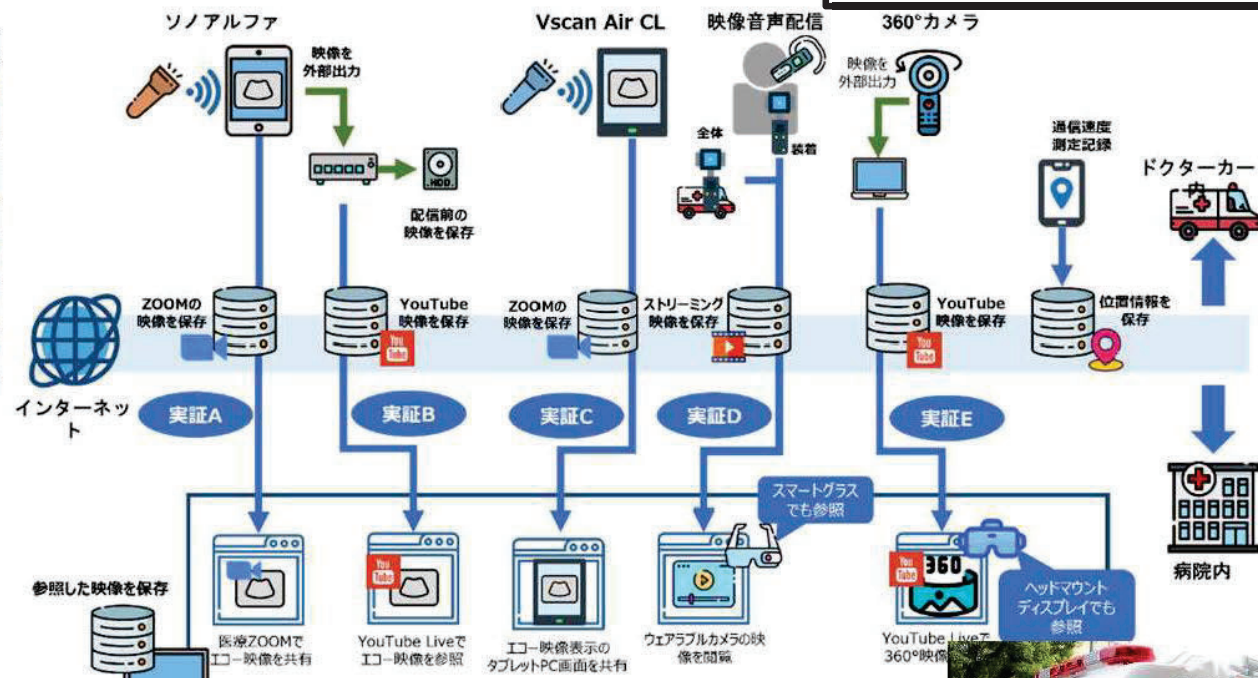 ソノアルファ
Vscan Air CL
映像音声配信
360°カメラ
映像を
外部出力
HDD
配信前の
映像を保存
全体
装着
映像を
外部出力
通信速度
測定記録
ドクターカー
内
ZOOMの
映像を保存
YouTube
映像を保存
You
Tube
ZOOMの
映像を保存
ストリーミング
映像を保存
YouTube
映像を保存
You
Tube
位置情報を
保存
インターネッ
ト
実証A
実証B
実証C
実証D
実証E
病院内
参照した映像を保存
医療ZOOMで
エコー映像を共有
You
Tube
YouTube Liveで
エコー映像を参照
エコー映像表示の
タブレットPC画面を共有
スマートグラス
でも参照
ウェアラブルカメラの映
像を閲覧
You
Tube
360
YouTube Liveで
360°映像
ヘッドマウント
ディスプレイでも
参照